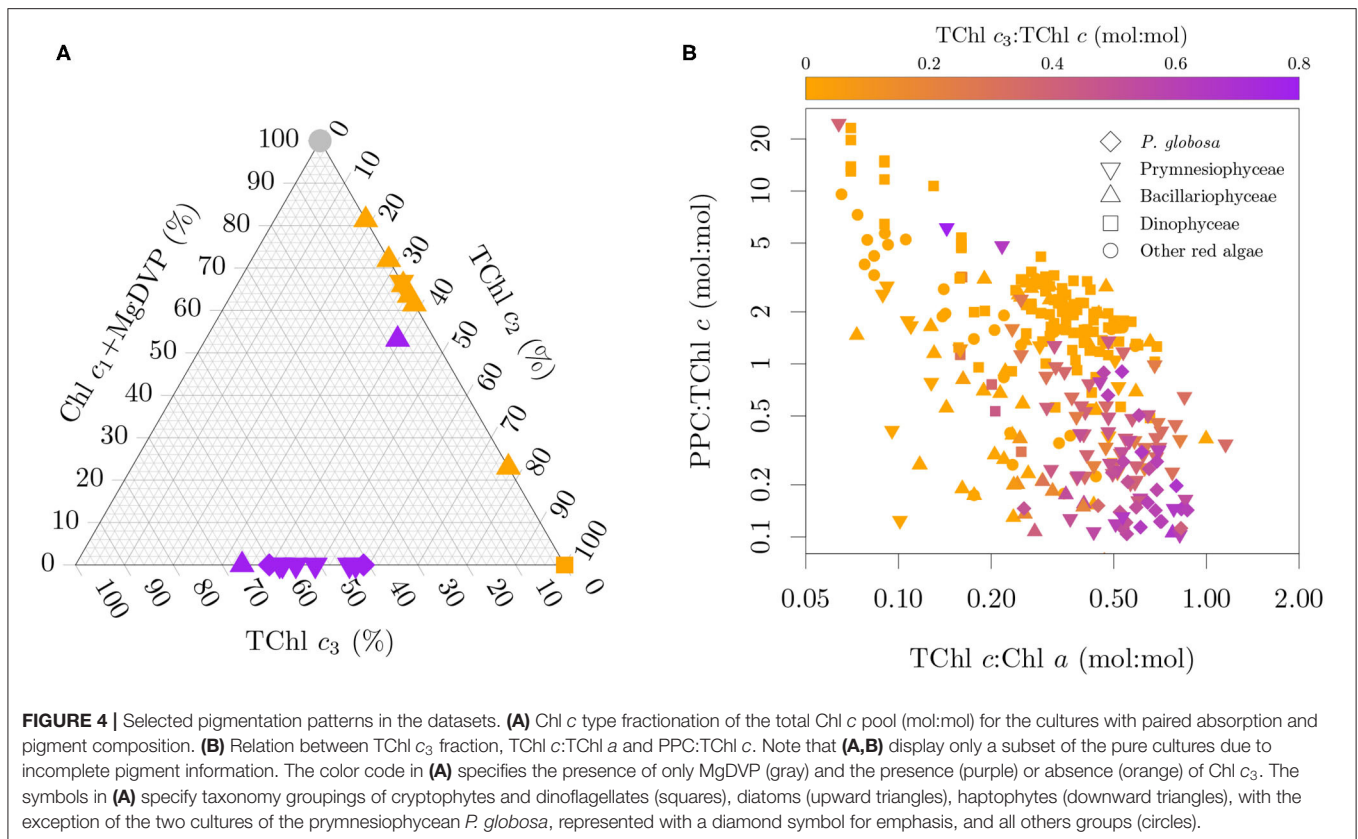 A
100
90
80
70
60
50
40
30
20
10
0
Chl c₁+MgDVP (%)
0
10
20
30
40
50
60
70
80
90
100
TChl c₂ (%)
100
90
80
70
60
50
40
30
20
10
0
TChl c₃ (%)
B
TChl c₃:TChl c (mol:mol)
0 0.2 0.4 0.6 0.8
20
10
5
2
1
0.5
0.2
0.1
PPC:TChl c (mol:mol)
P. globosa
Prymnesiophyceae
Bacillariophyceae
Dinophyceae
Other red algae
0.05 0.10 0.20 0.50 1.00 2.00
TChl c:Chl a (mol:mol)
FIGURE 4 | Selected pigmentation patterns in the datasets. (A) Chl c type fractionation of the total Chl c pool (mol:mol) for the cultures with paired absorption and
pigment composition. (B) Relation between TChl c₃ fraction, TChl c:TChl a and PPC:TChl c. Note that (A,B) display only a subset of the pure cultures due to
incomplete pigment information. The color code in (A) specifies the presence of only MgDVP (gray) and the presence (purple) or absence (orange) of Chl c₃. The
symbols in (A) specify taxonomy groupings of cryptophytes and dinoflagellates (squares), diatoms (upward triangles), haptophytes (downward triangles), with the
exception of the two cultures of the prymnesiophycean P. globosa, represented with a diamond symbol for emphasis, and all others groups (circles).